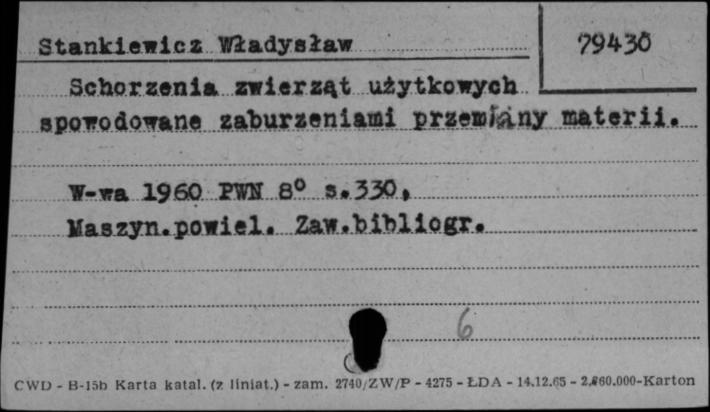 Stankiewicz Władysław
79430
Schorzenia zwierząt użytkowych
spowodowane zaburzeniami przemiany materii.
W-wa 1960 PWN 8° s.330,
Maszyn.powiel. Zaw.bibliogr.
6
CWD - B-15b Karta katal. (z liniat.) - zam. 2740/ZW/P - 4275 - ŁDA - 14.12.65 - 2.860.000-Karton